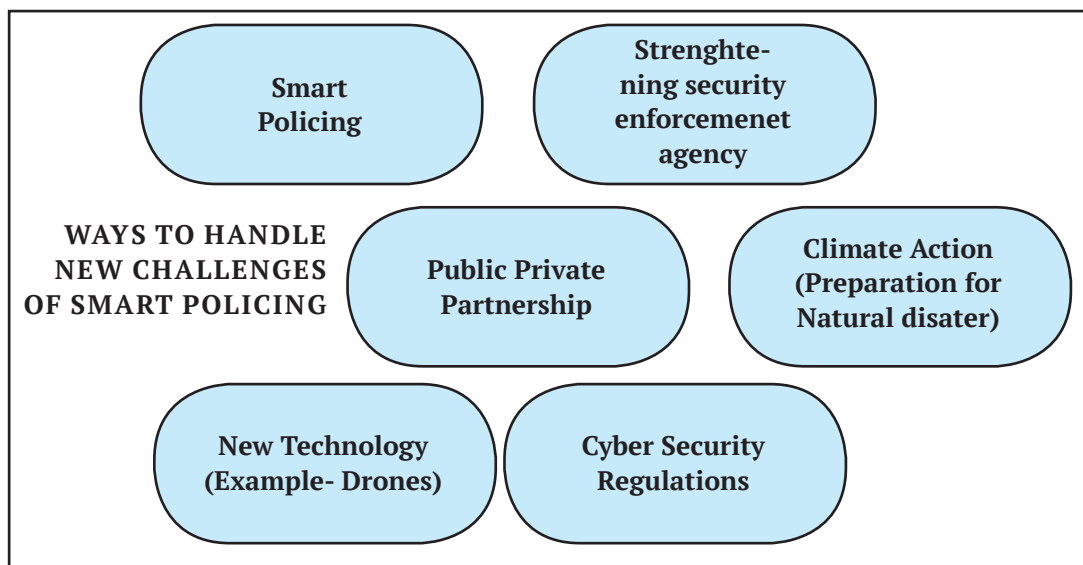 Smart
Policing
Strenghte-
ning security
enforcemenet
agency
WAYS TO HANDLE
NEW CHALLENGES
OF SMART POLICING
Public Private
Partnership
Climate Action
(Preparation for
Natural disater)
New Technology
(Example- Drones)
Cyber Security
Regulations